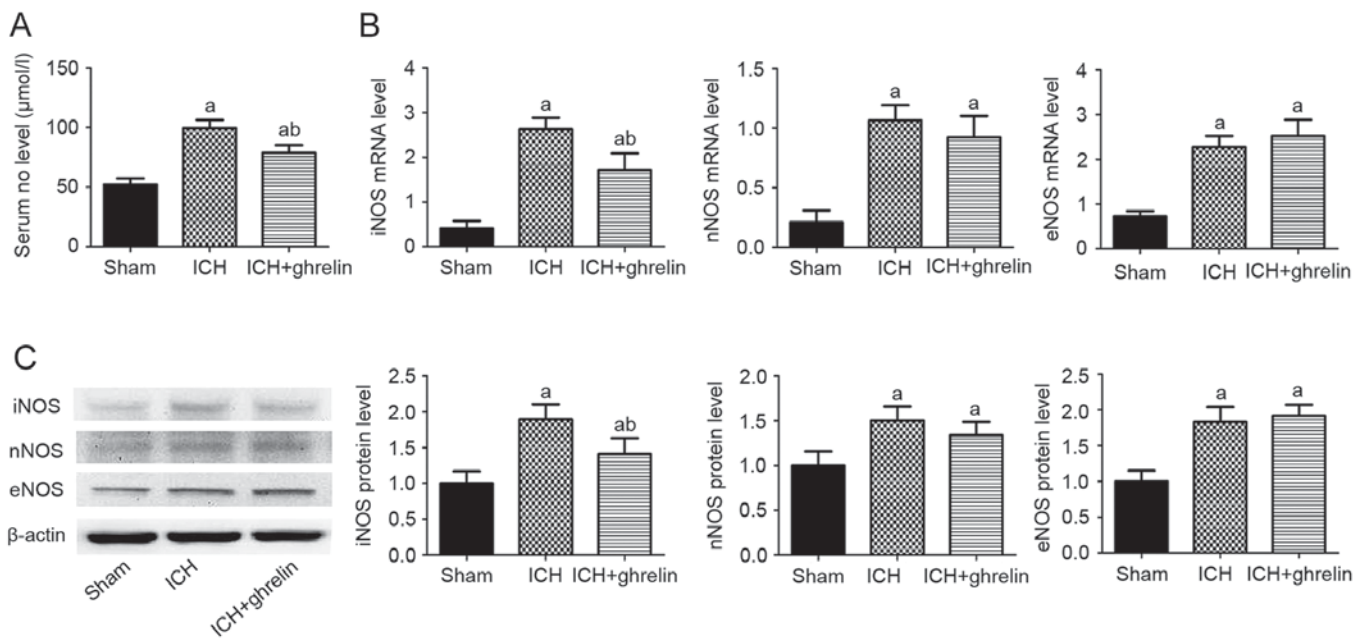 A
B
Serum no level (μmol/l)
150
100
50
0
a
ab
Sham
ICH
ICH+ghrelin
iNOS mRNA level
4
3
2
1
0
a
ab
Sham
ICH
ICH+ghrelin
nNOS mRNA level
1.5
1.0
0.5
0.0
a
a
Sham
ICH
ICH+ghrelin
eNOS mRNA level
4
3
2
1
0
a
a
Sham
ICH
ICH+ghrelin
C
iNOS
nNOS
eNOS
β-actin
Sham
ICH
ICH+ghrelin
iNOS protein level
2.5
2.0
1.5
1.0
0.5
0.0
a
ab
Sham
ICH
ICH+ghrelin
nNOS protein level
2.0
1.5
1.0
0.5
0.0
a
a
Sham
ICH
ICH+ghrelin
eNOS protein level
2.5
2.0
1.5
1.0
0.5
0.0
a
a
Sham
ICH
ICH+ghrelin